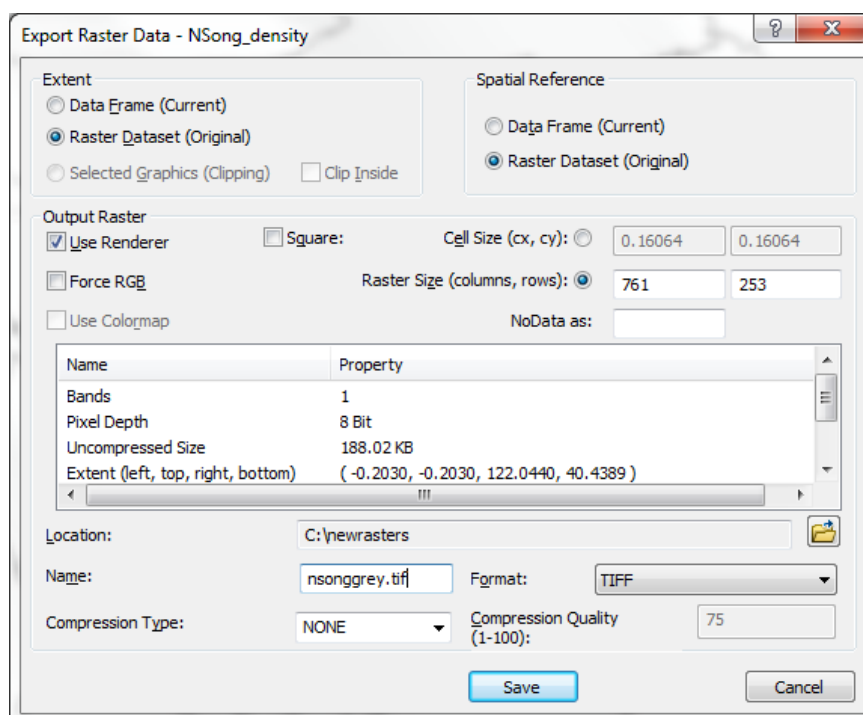 Export Raster Data - NSong_density
Extent
Data Frame (Current)
Raster Dataset (Original)
Selected Graphics (Clipping) Clip Inside
Spatial Reference
Data Frame (Current)
Raster Dataset (Original)
Output Raster
Use Renderer Square: Cell Size (cx, cy): 0.16064 0.16064
Force RGB Raster Size (columns, rows): 761 253
Use Colormap NoData as:
Name Property
Bands 1
Pixel Depth 8 Bit
Uncompressed Size 188.02 KB
Extent (left, top, right, bottom) ( -0.2030, -0.2030, 122.0440, 40.4389 )
Location: C:\newrasters
Name: nsonggrey.tif Format: TIFF
Compression Type: NONE Compression Quality 75
(1-100):
Save Cancel